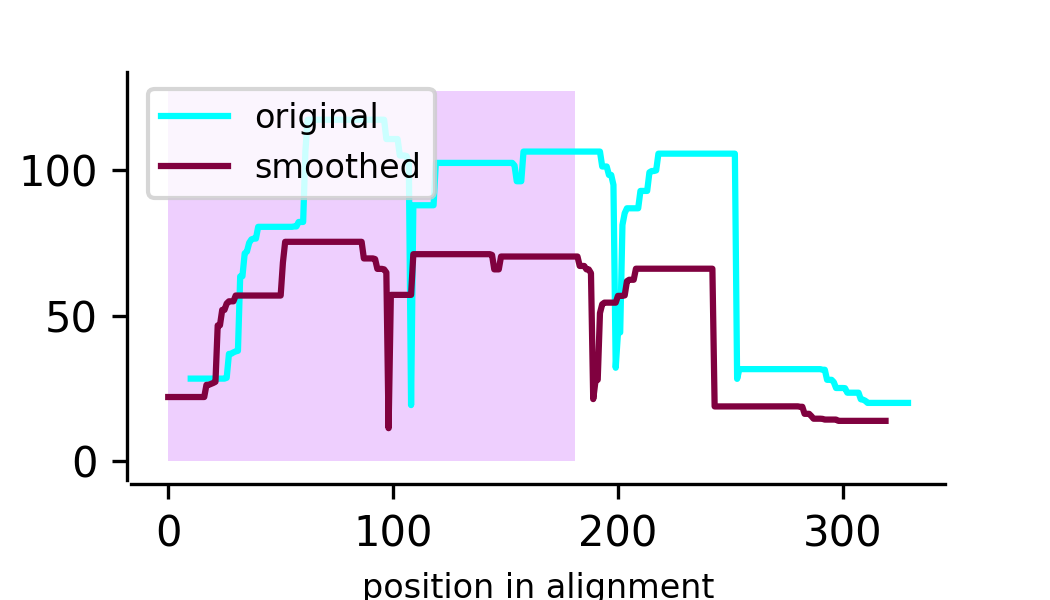 original
smoothed
100
50
0
0 100 200 300
position in alignment